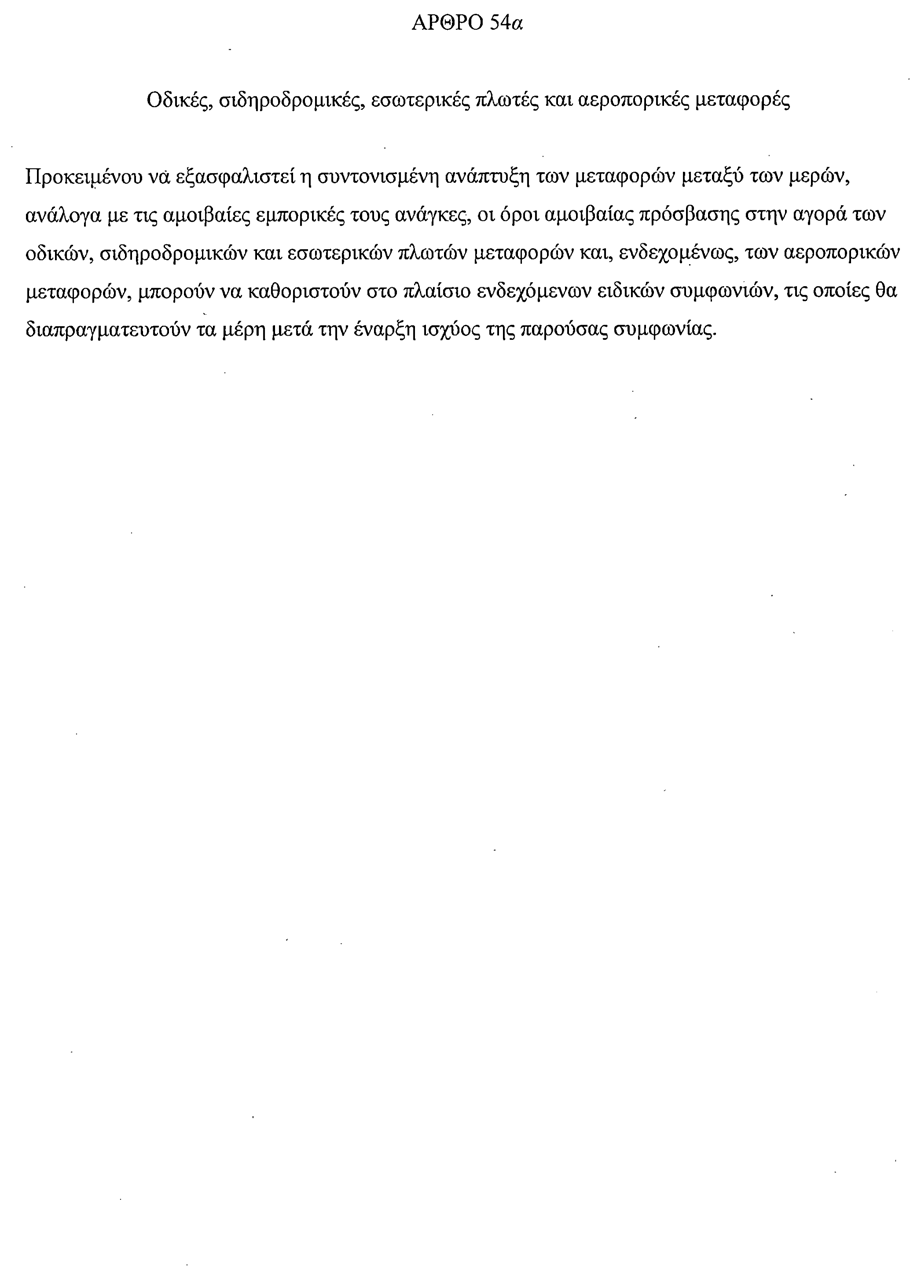 ΑΡΘΡΟ 54α
Οδικές, σιδηροδρομικές, εσωτερικές πλωτές και αεροπορικές μεταφορές
Προκειμένου να εξασφαλιστεί η συντονισμένη ανάπτυξη των μεταφορών μεταξύ των μερών,
ανάλογα με τις αμοιβαίες εμπορικές τους ανάγκες, οι όροι αμοιβαίας πρόσβασης στην αγορά των
οδικών, σιδηροδρομικών και εσωτερικών πλωτών μεταφορών και, ενδεχομένως, των αεροπορικών
μεταφορών, μπορούν να καθοριστούν στο πλαίσιο ενδεχόμενων ειδικών συμφωνιών, τις οποίες θα
διαπραγματευτούν τα μέρη μετά την έναρξη ισχύος της παρούσας συμφωνίας.